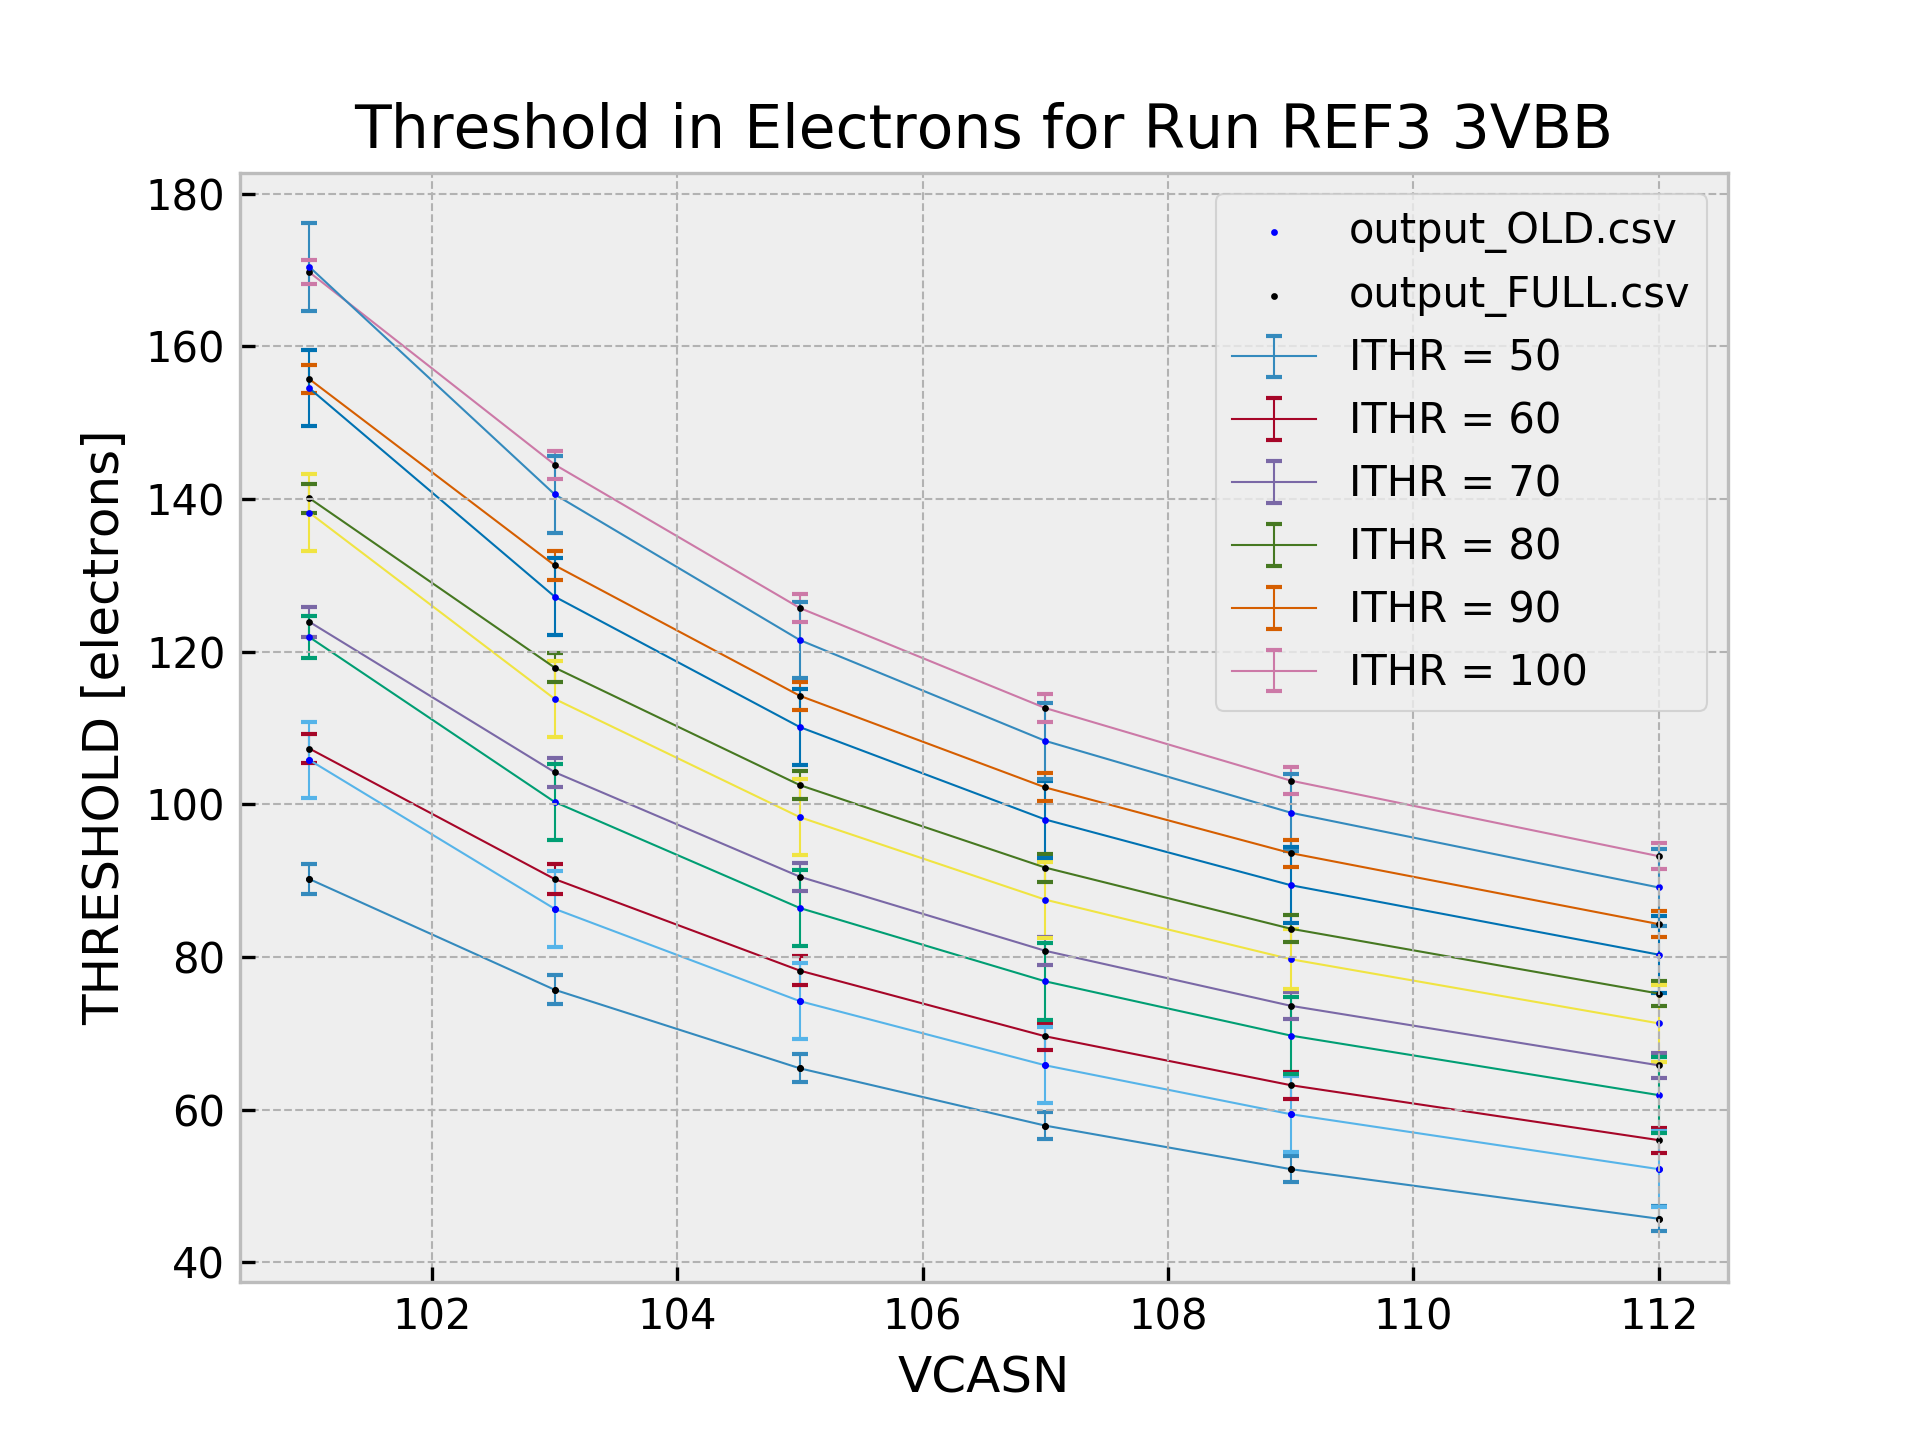 Threshold in Electrons for Run REF3 3VBB
THRESHOLD [electrons]
180
160
140
120
100
80
60
40
output_OLD.csv
output_FULL.csv
ITHR = 50
ITHR = 60
ITHR = 70
ITHR = 80
ITHR = 90
ITHR = 100
102 104 106 108 110 112
VCASN